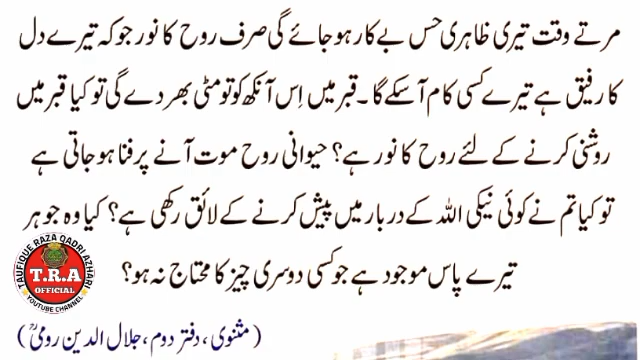 مرتے وقت تیری ظاہری حس بے کار ہو جائے گی صرف روح کا نور جو کہ تیرے دل
کا رفیق ہے تیرے کسی کام آ سکے گا۔ قبر میں اِس آنکھ کو تو مٹی بھر دے گی تو کیا قبر میں
روشنی کرنے کے لئے روح کا نور ہے؟ حیوانی روح موت آنے پر فنا ہو جاتی ہے
تو کیا تم نے کوئی نیکی اللہ کے دربار میں پیش کرنے کے لائق رکھی ہے؟ کیا وہ جوہر
تیرے پاس موجود ہے جو کسی دوسری چیز کا محتاج نہ ہو؟
(مثنوی، دفتر دوم، جلال الدین رومیؒ)
TAUFIQUE RAZA QADRI AZHARI
T.R.A
OFFICIAL
YOUTUBE CHANNEL